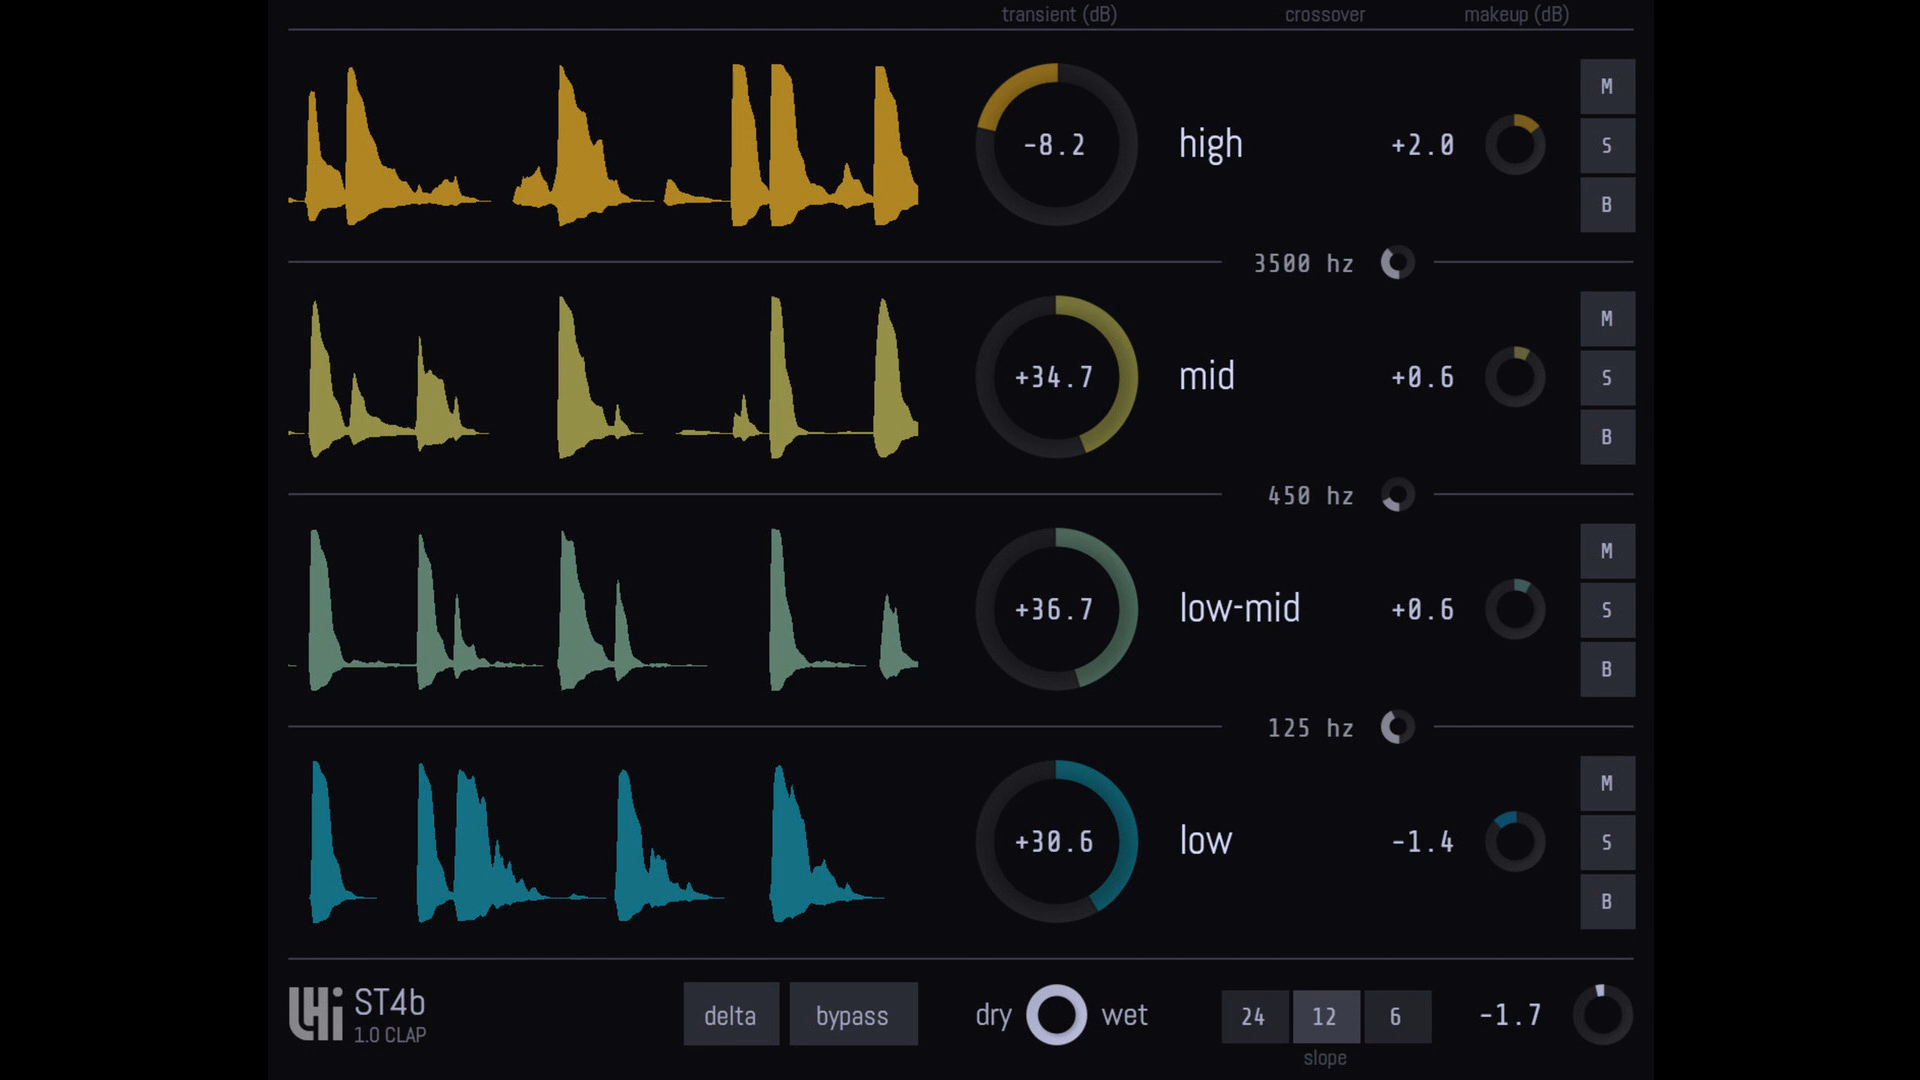 transient (dB) crossover makeup (dB)
M
-8.2 high +2.0 S
B
3500 hz
M
+34.7 mid +0.6 S
B
450 hz
M
+36.7 low-mid +0.6 S
B
125 hz
M
+30.6 low -1.4 S
B
LHi ST4b delta bypass dry wet 24 12 6 -1.7
1.0 CLAP
slope